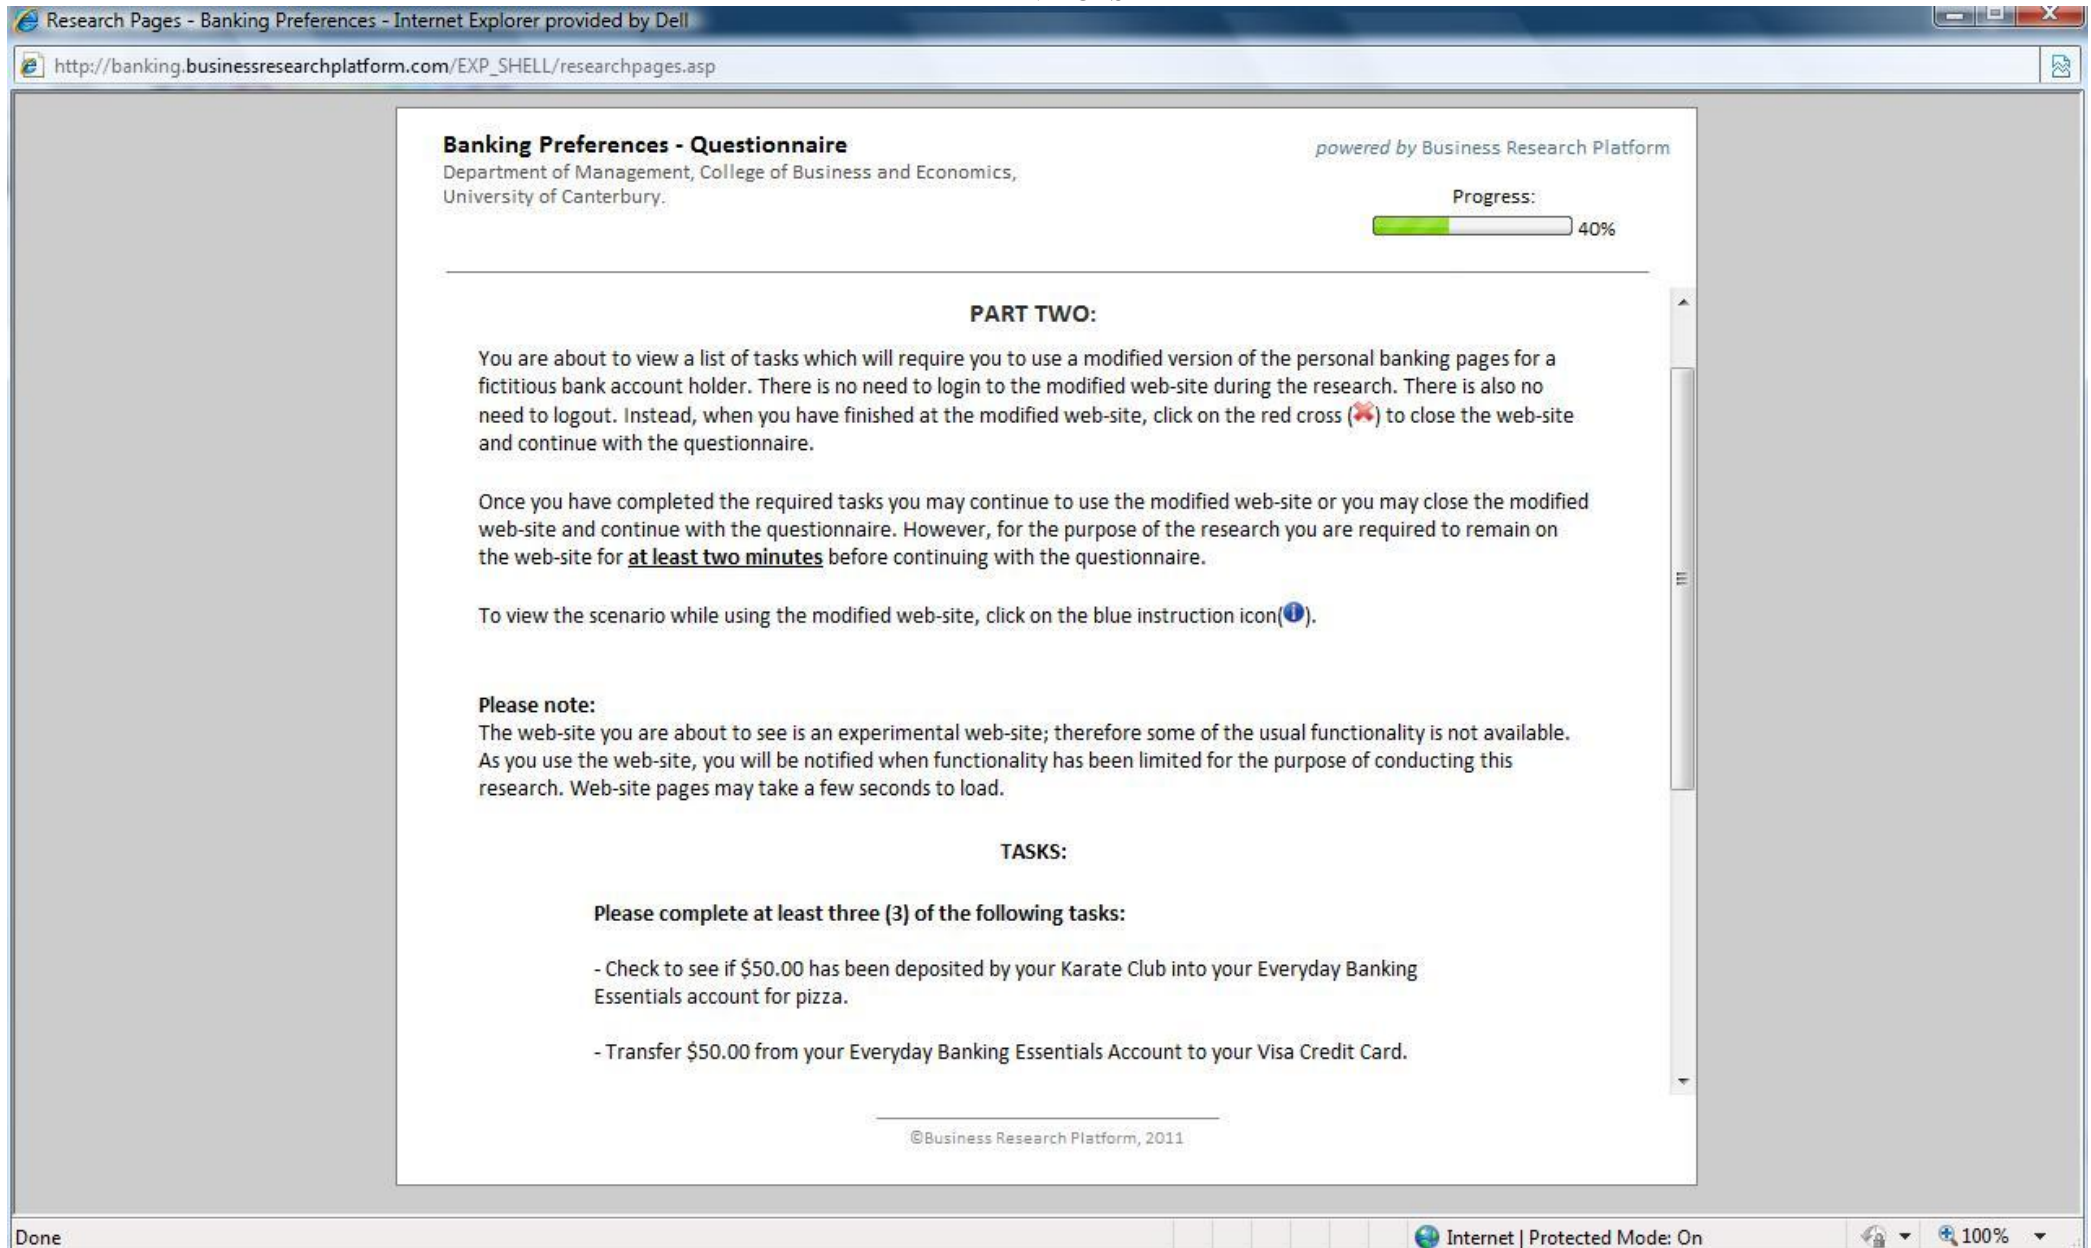 Research Pages - Banking Preferences - Internet Explorer provided by Dell
http://banking.businessresearchplatform.com/EXP_SHELL/researchpages.asp
Banking Preferences - Questionnaire
Department of Management, College of Business and Economics,
University of Canterbury.
powered by Business Research Platform
Progress:
40%
PART TWO:
You are about to view a list of tasks which will require you to use a modified version of the personal banking pages for a
fictitious bank account holder. There is no need to login to the modified web-site during the research. There is also no
need to logout. Instead, when you have finished at the modified web-site, click on the red cross (✖) to close the web-site
and continue with the questionnaire.
Once you have completed the required tasks you may continue to use the modified web-site or you may close the modified
web-site and continue with the questionnaire. However, for the purpose of the research you are required to remain on
the web-site for at least two minutes before continuing with the questionnaire.
To view the scenario while using the modified web-site, click on the blue instruction icon(i).
Please note:
The web-site you are about to see is an experimental web-site; therefore some of the usual functionality is not available.
As you use the web-site, you will be notified when functionality has been limited for the purpose of conducting this
research. Web-site pages may take a few seconds to load.
TASKS:
Please complete at least three (3) of the following tasks:
- Check to see if $50.00 has been deposited by your Karate Club into your Everyday Banking
Essentials account for pizza.
- Transfer $50.00 from your Everyday Banking Essentials Account to your Visa Credit Card.
©Business Research Platform, 2011
Done
Internet | Protected Mode: On
100%